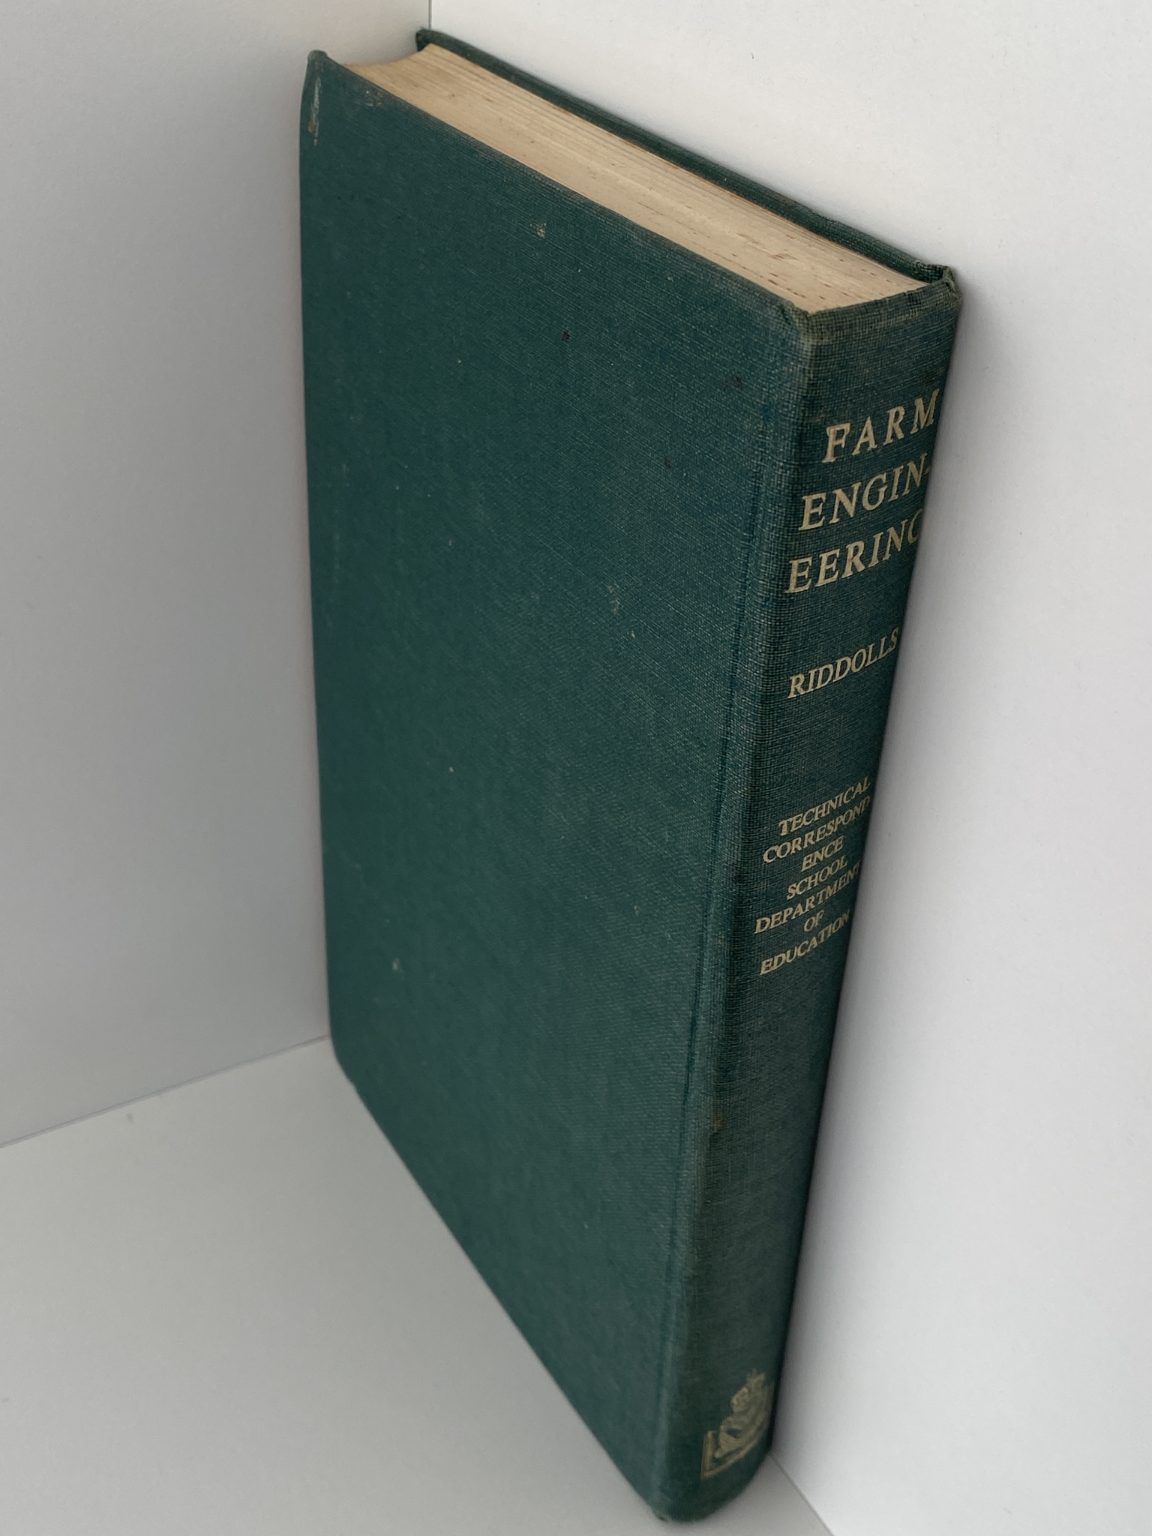 FARM
ENGIN-
EERING
RIDDOLLS
TECHNICAL
CORRESPOND
ENCE
SCHOOL
DEPARTMENT
OF
EDUCATION